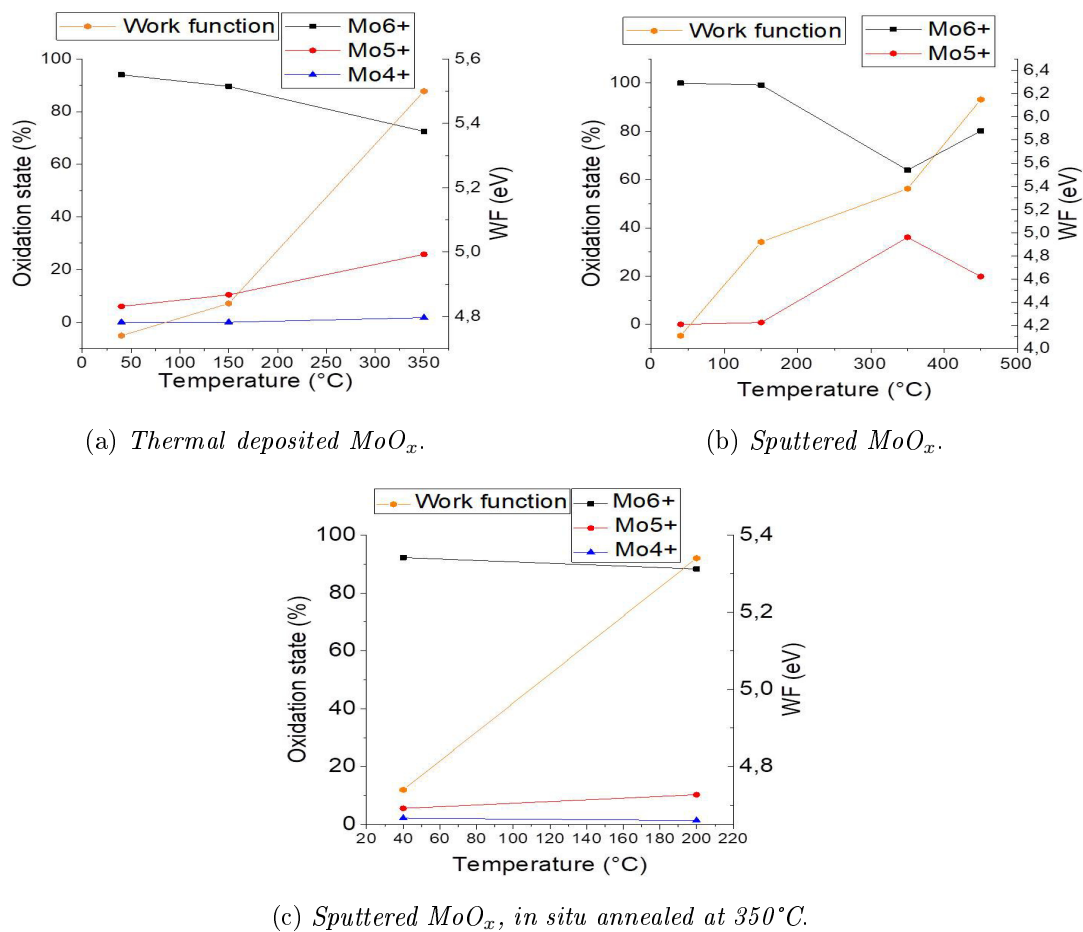 Work function
Mo6+
Mo5+
Mo4+
100
80
60
40
20
0
Oxidation state (%)
5,6
5,4
5,2
5,0
4,8
WF (eV)
0 50 100 150 200 250 300 350
Temperature (°C)
(a) Thermal deposited MoOx.
Work function
Mo6+
Mo5+
100
80
60
40
20
0
Oxidation state (%)
6,4
6,2
6,0
5,8
5,6
5,4
5,2
5,0
4,8
4,6
4,4
4,2
4,0
WF (eV)
0 100 200 300 400 500
Temperature (°C)
(b) Sputtered MoOx.
Work function
Mo6+
Mo5+
Mo4+
100
80
60
40
20
0
Oxidation state (%)
5,4
5,2
5,0
4,8
WF (eV)
20 40 60 80 100 120 140 160 180 200 220
Temperature (°C)
(c) Sputtered MoOx, in situ annealed at 350°C.